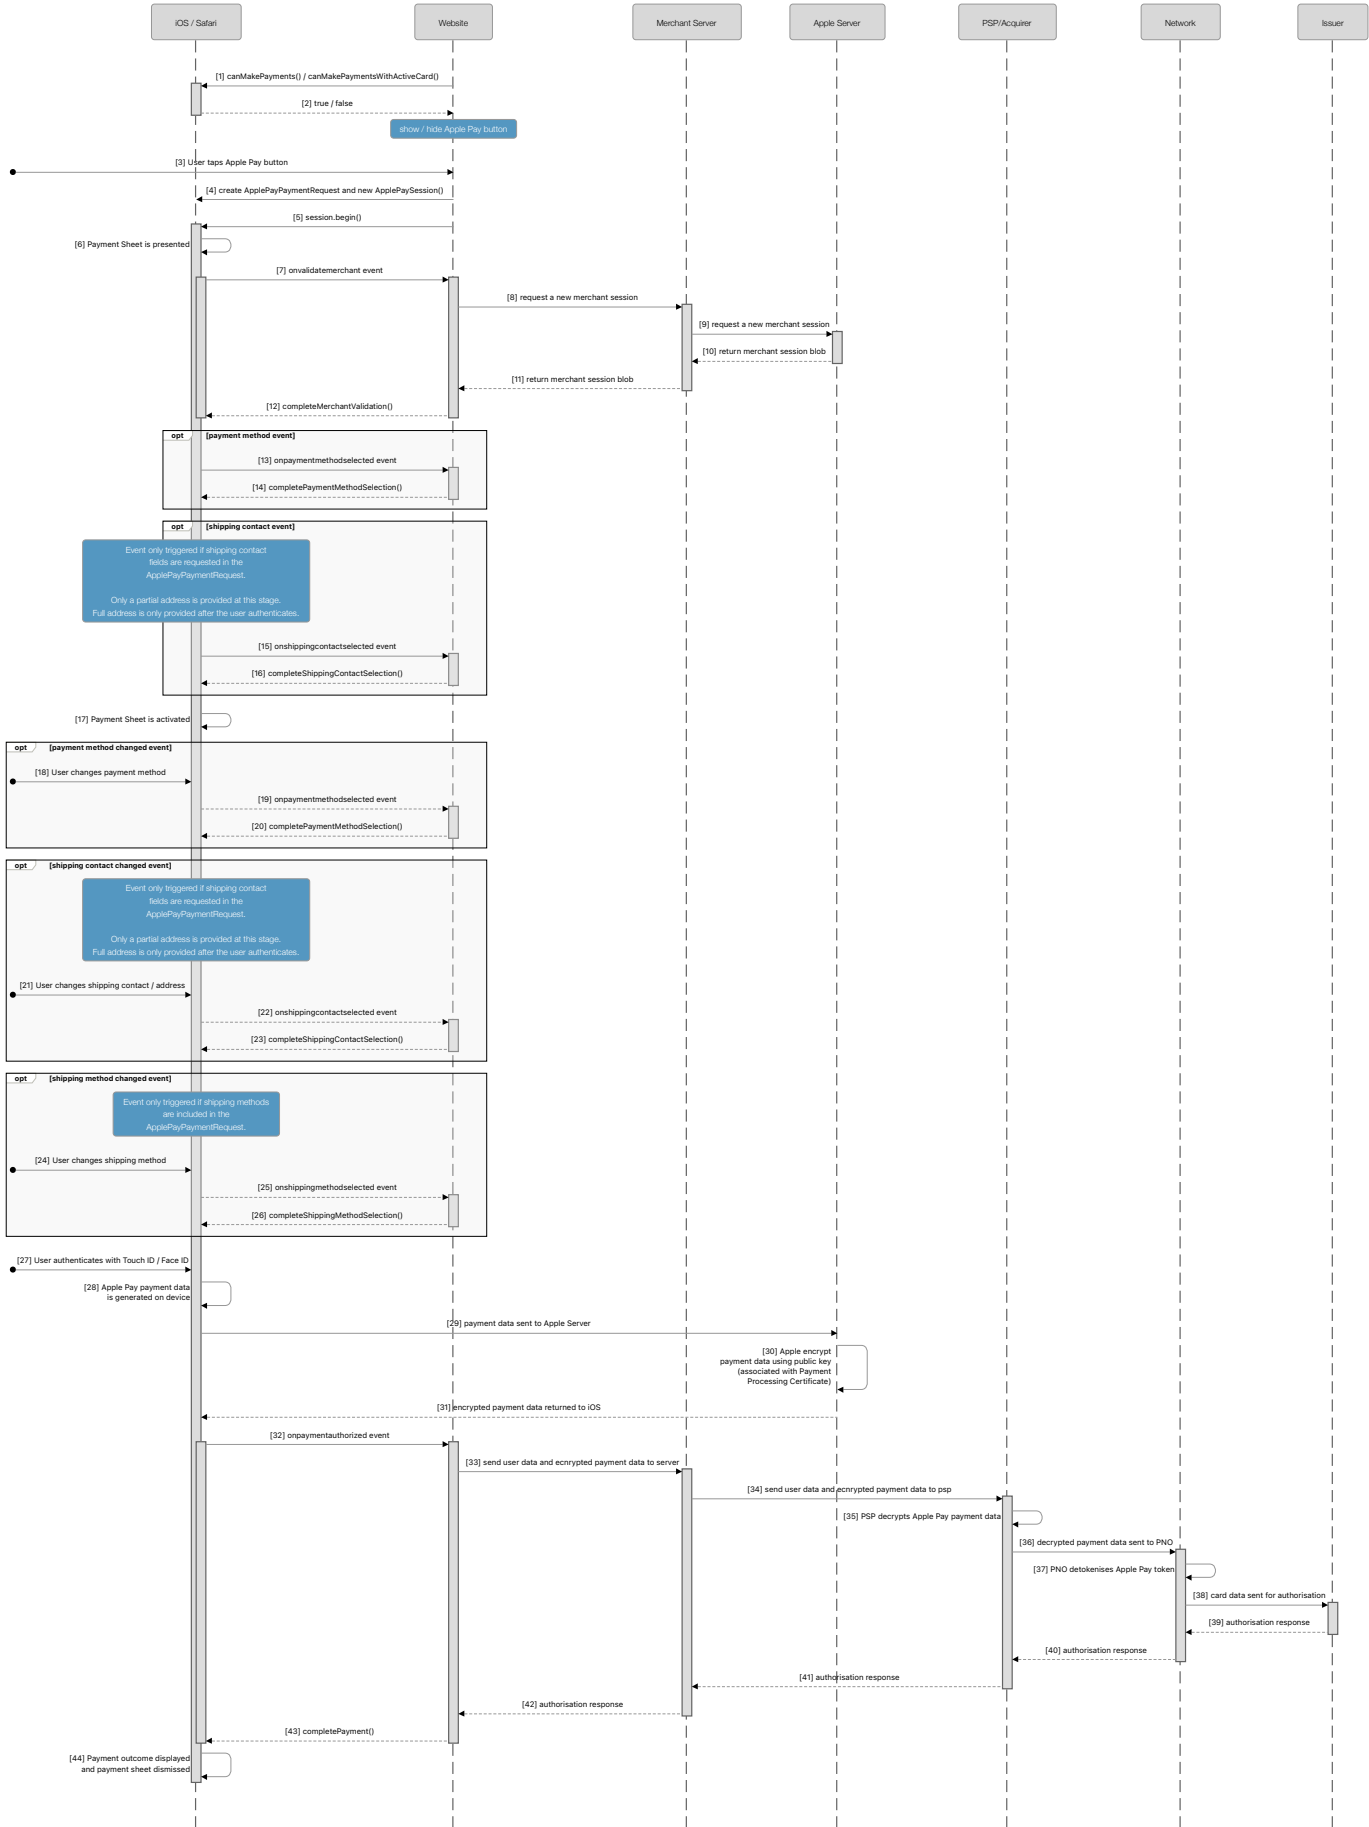 iOS / Safari
Website
Merchant Server
Apple Server
PSP/Acquirer
Network
Issuer
[1] canMakePayments() / canMakePaymentsWithActiveCard()
[2] true / false
show / hide Apple Pay button
[3] User taps Apple Pay button
[4] create ApplePayPaymentRequest and new ApplePaySession()
[5] session.begin()
[6] Payment Sheet is presented
[7] onvalidatemerchant event
[8] request a new merchant session
[9] request a new merchant session
[10] return merchant session blob
[11] return merchant session blob
[12] completeMerchantValidation()
opt [payment method event]
[13] onpaymentmethodselected event
[14] completePaymentMethodSelection()
opt [shipping contact event]
Event only triggered if shipping contact
fields are requested in the
ApplePayPaymentRequest.
Only a partial address is provided at this stage.
Full address is only provided after the user authenticates.
[15] onshippingcontactselected event
[16] completeShippingContactSelection()
[17] Payment Sheet is activated
opt [payment method changed event]
[18] User changes payment method
[19] onpaymentmethodselected event
[20] completePaymentMethodSelection()
opt [shipping contact changed event]
Event only triggered if shipping contact
fields are requested in the
ApplePayPaymentRequest.
Only a partial address is provided at this stage.
Full address is only provided after the user authenticates.
[21] User changes shipping contact / address
[22] onshippingcontactselected event
[23] completeShippingContactSelection()
opt [shipping method changed event]
Event only triggered if shipping methods
are included in the
ApplePayPaymentRequest.
[24] User changes shipping method
[25] onshippingmethodselected event
[26] completeShippingMethodSelection()
[27] User authenticates with Touch ID / Face ID
[28] Apple Pay payment data
is generated on device
[29] payment data sent to Apple Server
[30] Apple encrypt
payment data using public key
(associated with Payment
Processing Certificate)
[31] encrypted payment data returned to iOS
[32] onpaymentauthorized event
[33] send user data and ecnrypted payment data to server
[34] send user data and ecnrypted payment data to psp
[35] PSP decrypts Apple Pay payment data
[36] decrypted payment data sent to PNO
[37] PNO detokenises Apple Pay token
[38] card data sent for authorisation
[39] authorisation response
[40] authorisation response
[41] authorisation response
[42] authorisation response
[43] completePayment()
[44] Payment outcome displayed
and payment sheet dismissed